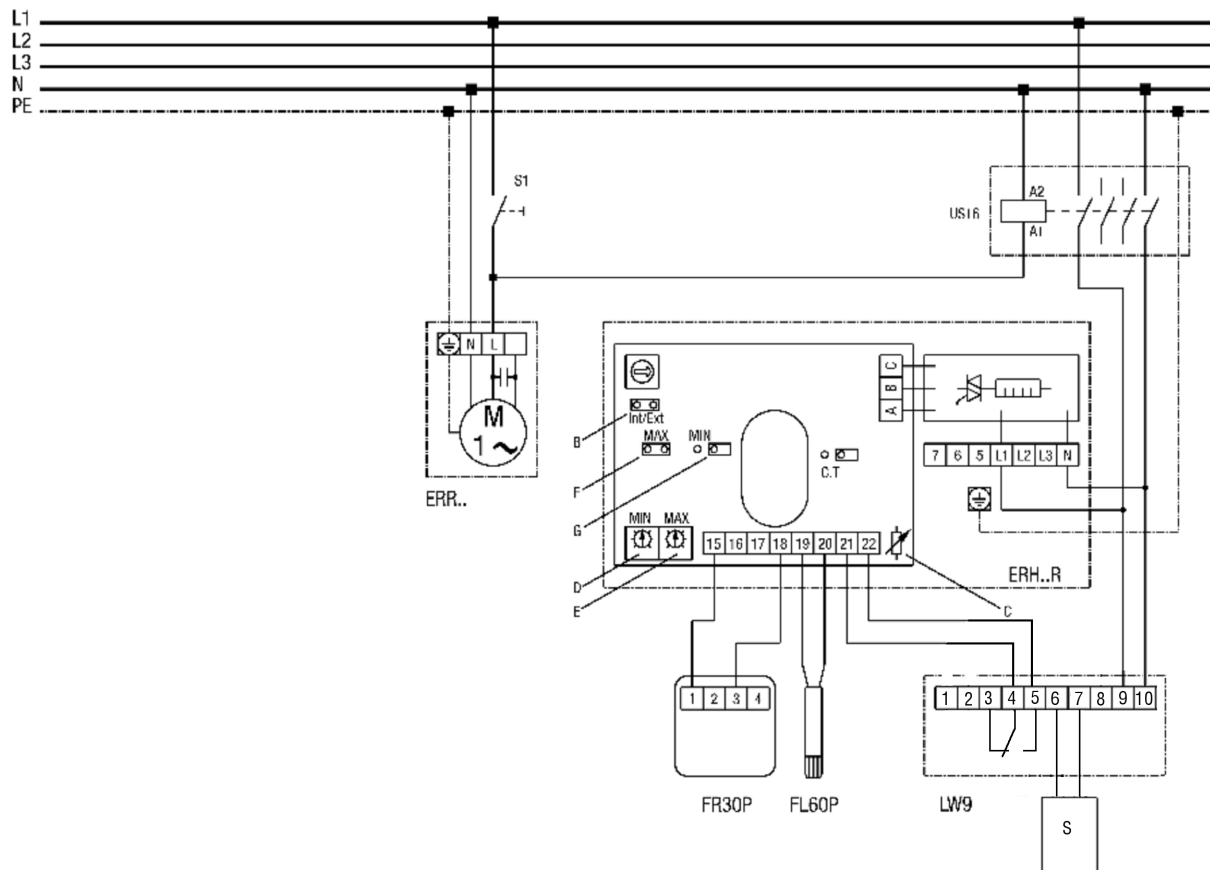 L1
L2
L3
N
PE
S1
A2
US16
A1
N L
M
1 ~
ERR..
Int/Ext
B
MAX MIN
F
G
C.T
C
B
A
7 6 5 L1 L2 L3 N
MIN MAX
15 16 17 18 19 20 21 22
D
E
C
ERH..R
1 2 3 4
FR30P
FL60P
1 2 3 4 5 6 7 8 9 10
LW9
S